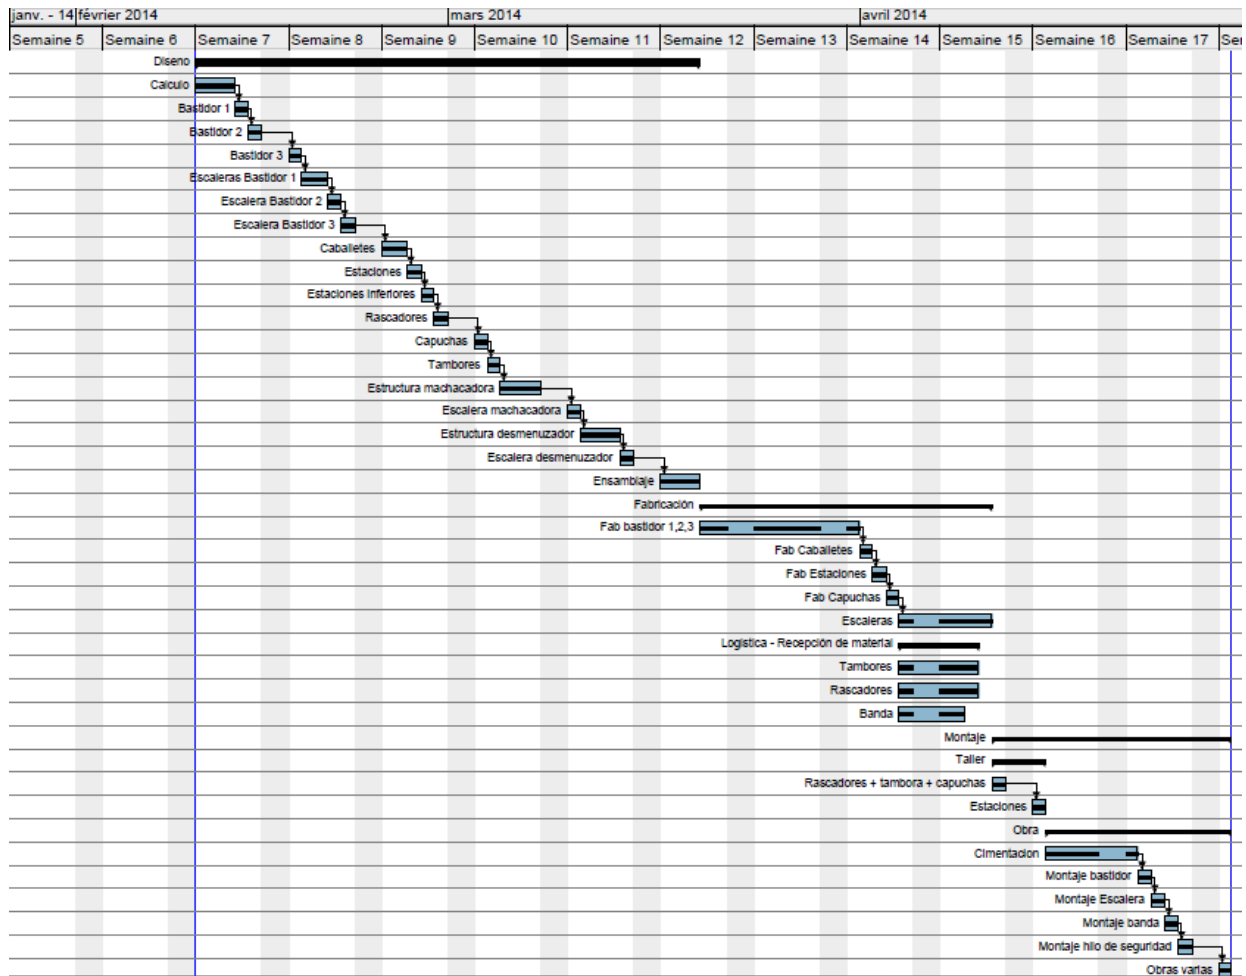 janv. - 14 février 2014 mars 2014 avril 2014
Semaine 5 Semaine 6 Semaine 7 Semaine 8 Semaine 9 Semaine 10 Semaine 11 Semaine 12 Semaine 13 Semaine 14 Semaine 15 Semaine 16 Semaine 17 Sem
Diseno
Calculo
Bastidor 1
Bastidor 2
Bastidor 3
Escaleras Bastidor 1
Escalera Bastidor 2
Escalera Bastidor 3
Caballetes
Estaciones
Estaciones inferiores
Rascadores
Capuchas
Tambores
Estructura machacadora
Escalera machacadora
Estructura desmenuzador
Escalera desmenuzador
Ensamblaje
Fabricación
Fab bastidor 1,2,3
Fab Caballetes
Fab Estaciones
Fab Capuchas
Escaleras
Logistica - Recepción de material
Tambores
Rascadores
Banda
Montaje
Taller
Rascadores + tambora + capuchas
Estaciones
Obra
Cimentacion
Montaje bastidor
Montaje Escalera
Montaje banda
Montaje hilo de seguridad
Obras varias